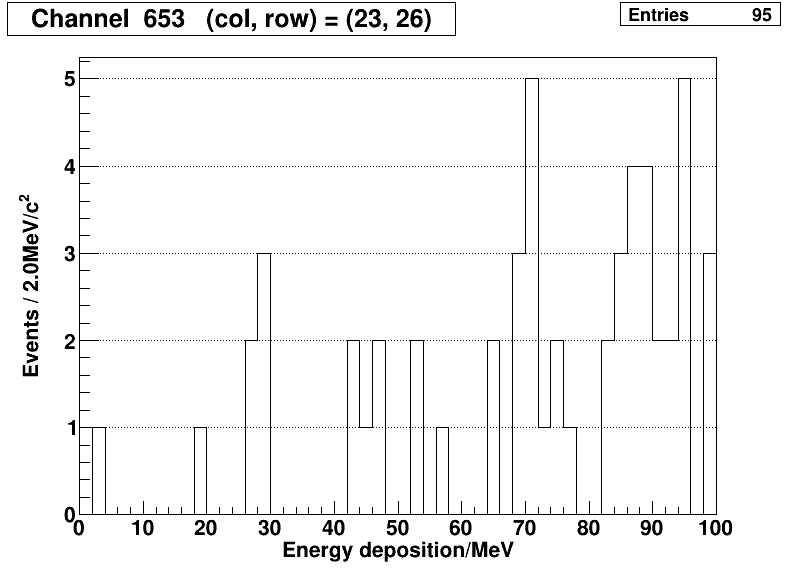 Channel 653 (col, row) = (23, 26)
Entries 95
Events / 2.0MeV/c²
5
4
3
2
1
0
0 10 20 30 40 50 60 70 80 90 100
Energy deposition/MeV